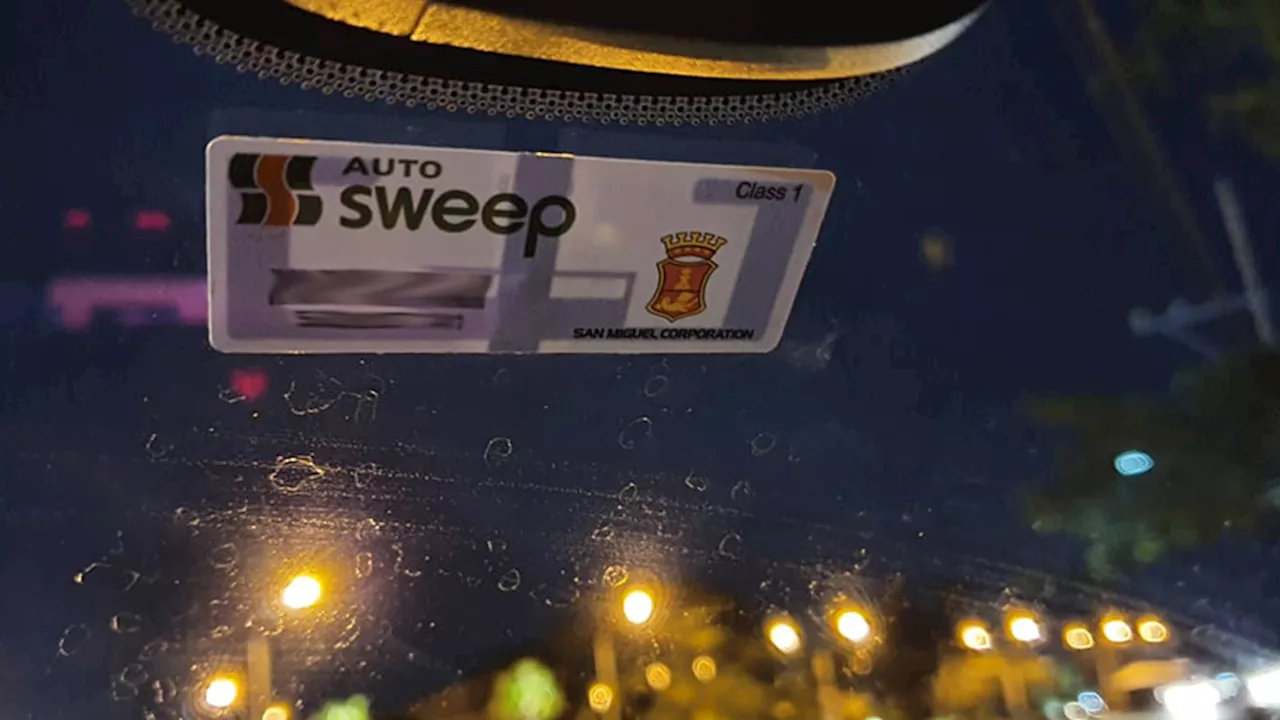 AUTO
sweep
Class 1
SAN MIGUEL CORPORATION